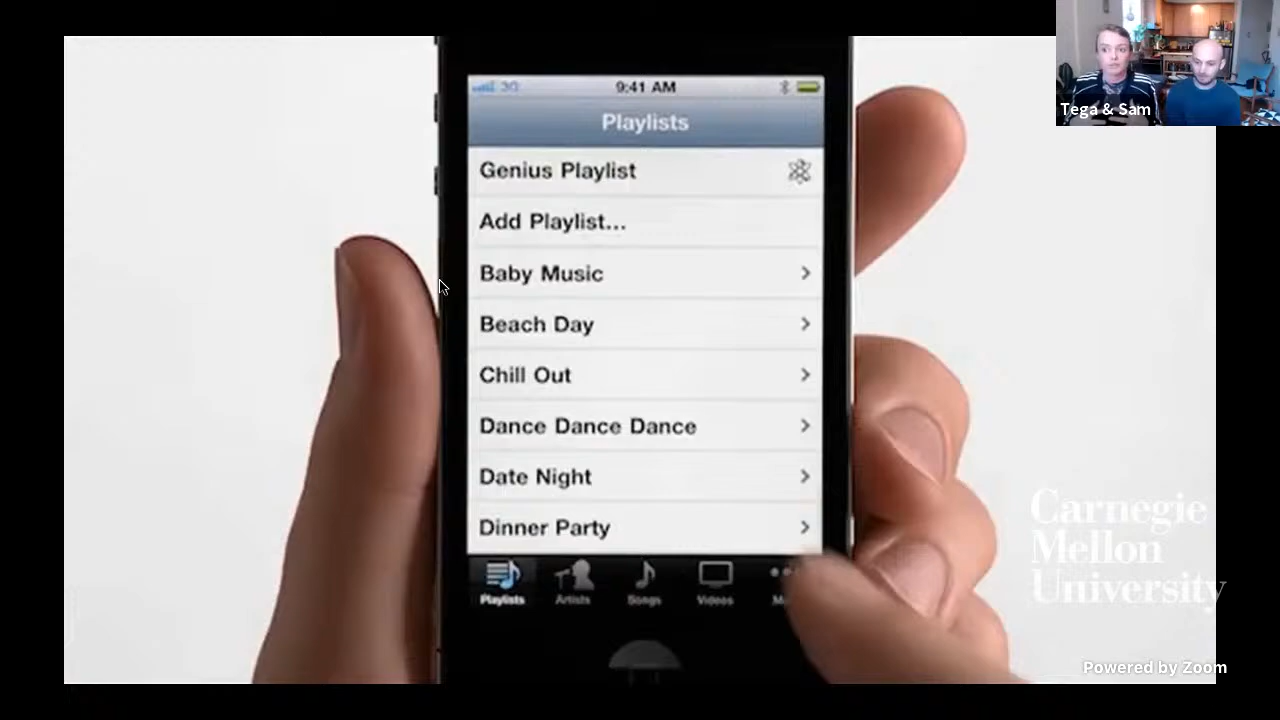 Tega & Sam
3G
9:41 AM
Playlists
Genius Playlist
Add Playlist...
Baby Music
Beach Day
Chill Out
Dance Dance Dance
Date Night
Dinner Party
Playlists
Artists
Songs
Videos
Carnegie
Mellon
University
Powered by Zoom